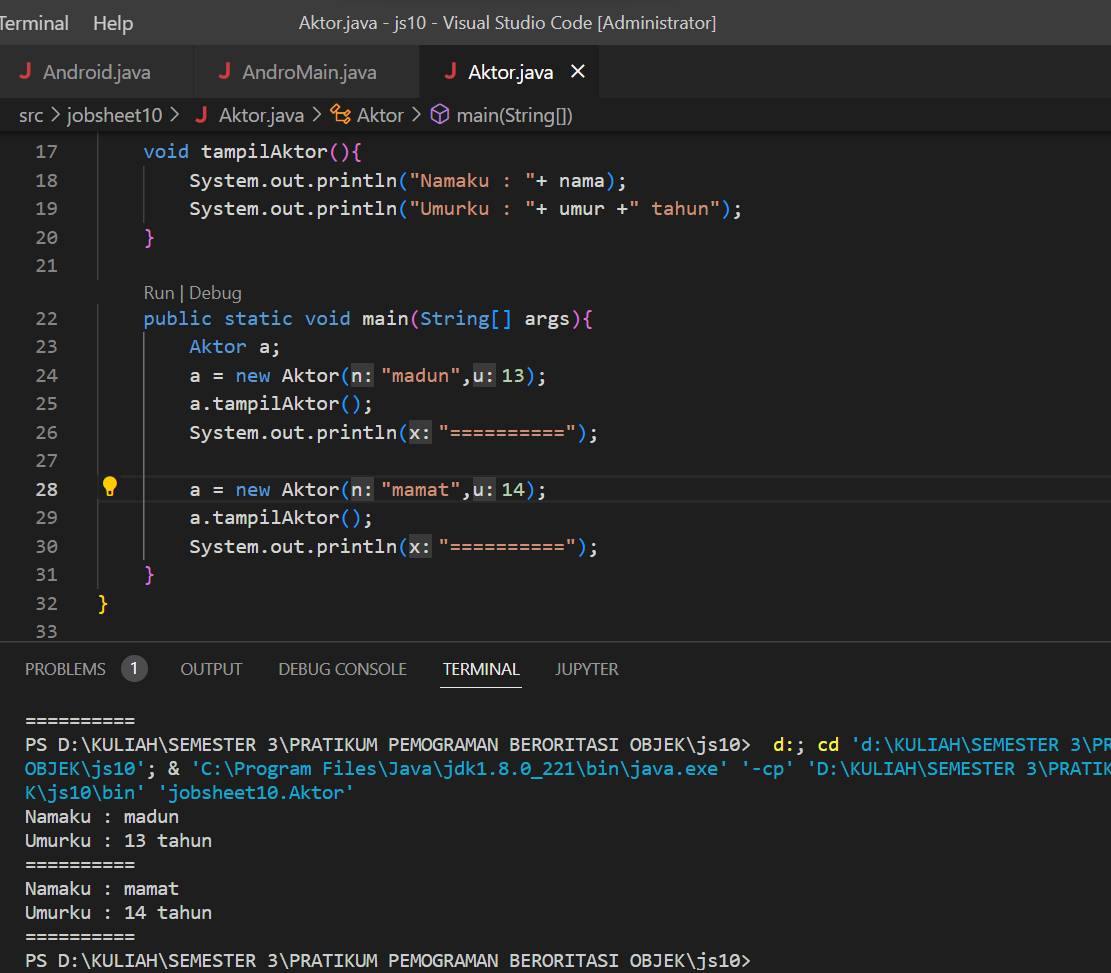 Terminal Help Aktor.java - js10 - Visual Studio Code [Administrator]
J Android.java J AndroMain.java J Aktor.java ×
src > jobsheet10 > J Aktor.java > Aktor > main(String[])
17 void tampilAktor(){
18 System.out.println("Namaku : "+ nama);
19 System.out.println("Umurku : "+ umur +" tahun");
20 }
21
Run | Debug
22 public static void main(String[] args){
23 Aktor a;
24 a = new Aktor(n: "madun",u: 13);
25 a.tampilAktor();
26 System.out.println(x: "==========");
27
28 a = new Aktor(n: "mamat",u: 14);
29 a.tampilAktor();
30 System.out.println(x: "==========");
31 }
32 }
33
PROBLEMS 1 OUTPUT DEBUG CONSOLE TERMINAL JUPYTER
==========
PS D:\KULIAH\SEMESTER 3\PRATIKUM PEMOGRAMAN BERORITASI OBJEK\js10> d:; cd 'd:\KULIAH\SEMESTER 3\PR
OBJEK\js10'; & 'C:\Program Files\Java\jdk1.8.0_221\bin\java.exe' '-cp' 'D:\KULIAH\SEMESTER 3\PRATIK
K\js10\bin' 'jobsheet10.Aktor'
Namaku : madun
Umurku : 13 tahun
==========
Namaku : mamat
Umurku : 14 tahun
==========
PS D:\KULIAH\SEMESTER 3\PRATIKUM PEMOGRAMAN BERORITASI OBJEK\js10>